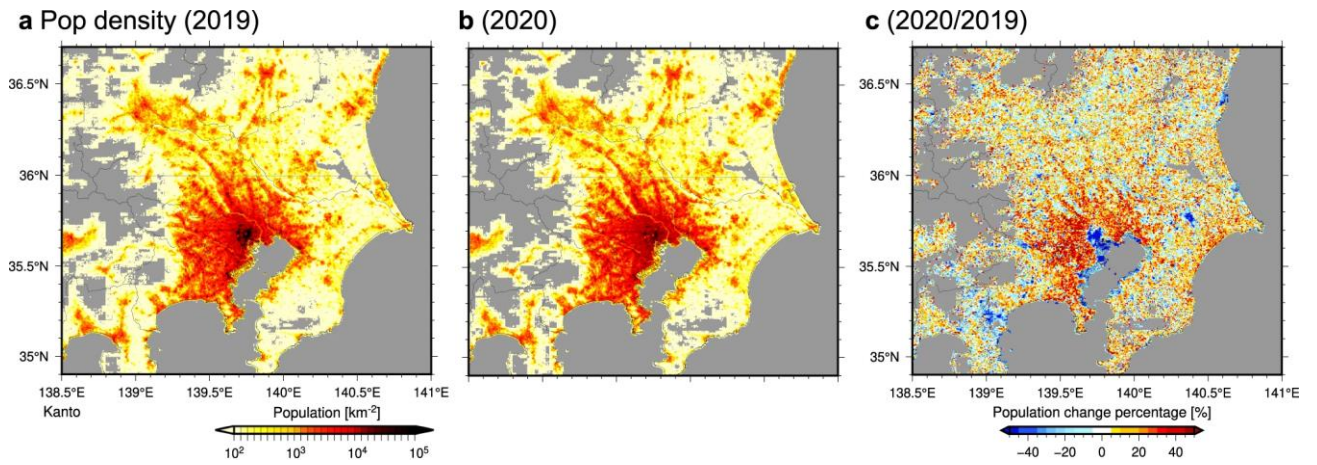 a Pop density (2019)
b (2020)
c (2020/2019)
36.5°N
36°N
35.5°N
35°N
138.5°E 139°E 139.5°E 140°E 140.5°E 141°E
Kanto
Population [km⁻²]
10² 10³ 10⁴ 10⁵
36.5°N
36°N
35.5°N
35°N
138.5°E 139°E 139.5°E 140°E 140.5°E 141°E
Population change percentage [%]
−40 −20 0 20 40